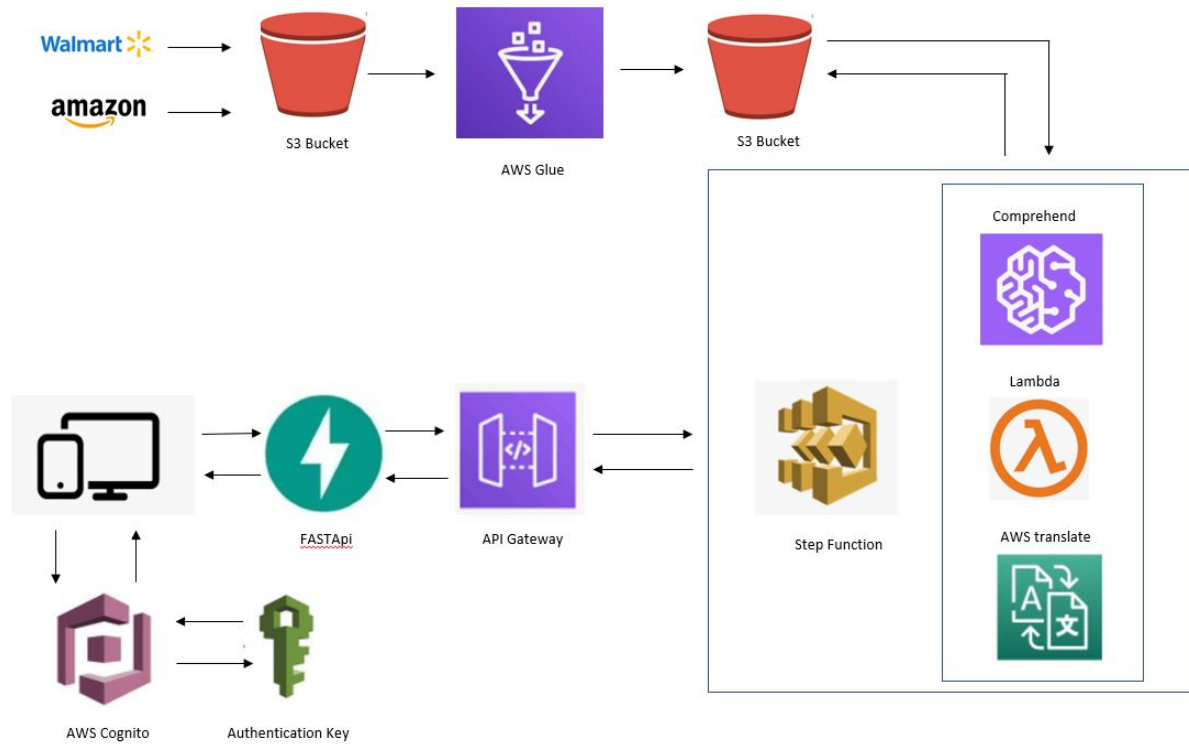 Walmart
amazon
S3 Bucket
AWS Glue
S3 Bucket
Comprehend
Lambda
AWS translate
A
文
</>
Step Function
API Gateway
FASTApi
AWS Cognito
Authentication Key